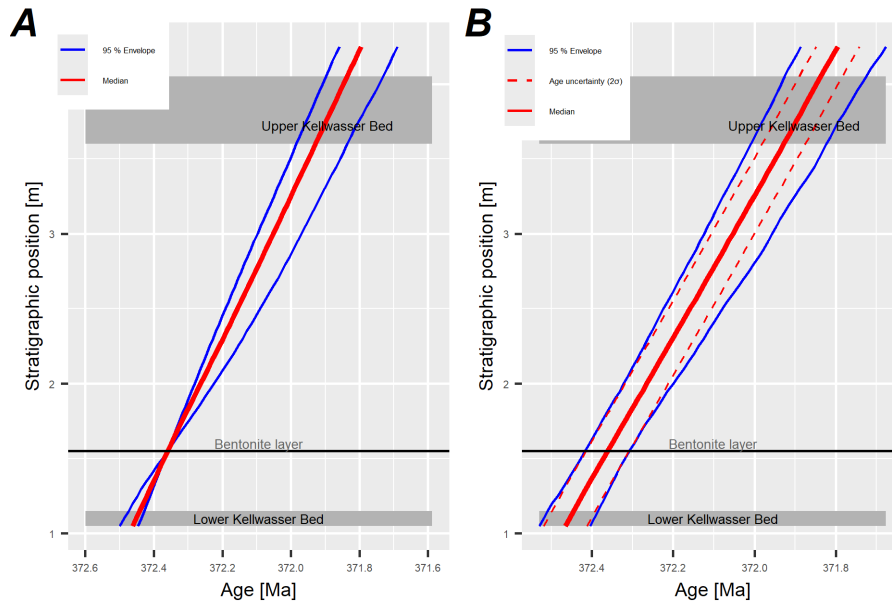 A
95 % Envelope
Median
Upper Kellwasser Bed
Bentonite layer
Lower Kellwasser Bed
Stratigraphic position [m]
3
2
1
372.6
372.4
372.2
372.0
371.8
371.6
Age [Ma]
B
95 % Envelope
Age uncertainty (2σ)
Median
Upper Kellwasser Bed
Bentonite layer
Lower Kellwasser Bed
Stratigraphic position [m]
3
2
1
372.4
372.2
372.0
371.8
Age [Ma]